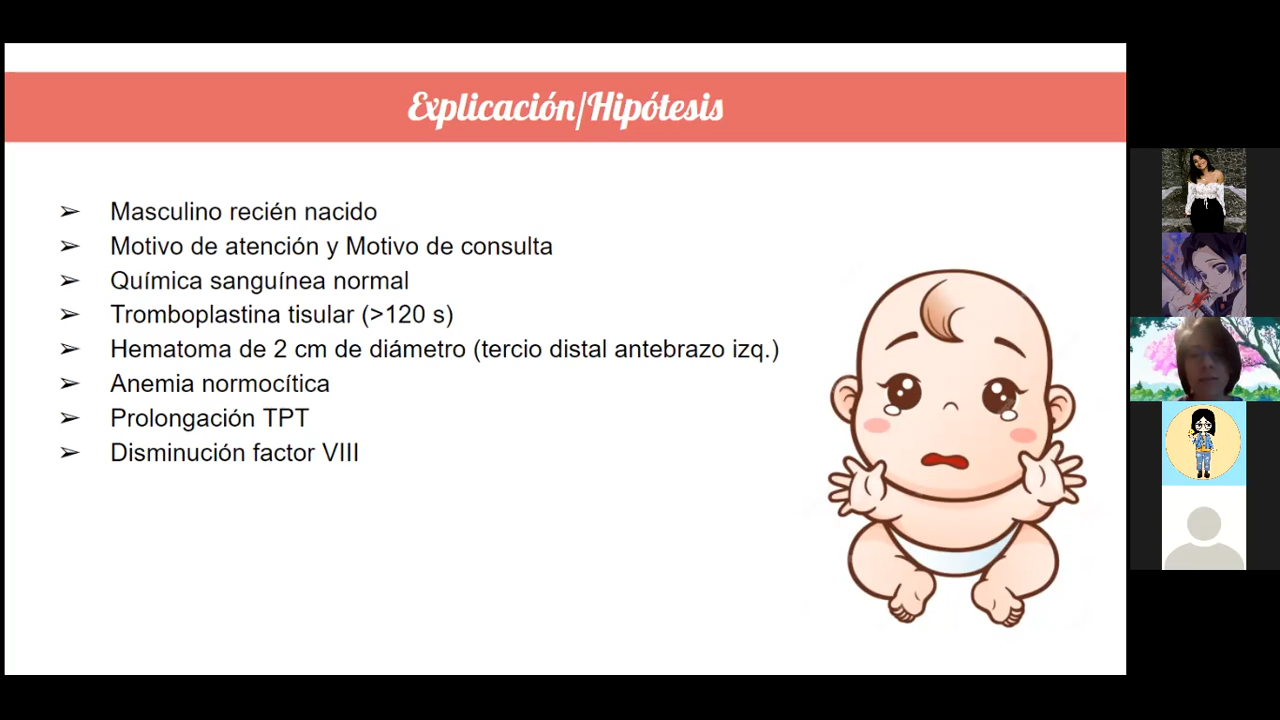 Explicación/Hipótesis
➢ Masculino recién nacido
➢ Motivo de atención y Motivo de consulta
➢ Química sanguínea normal
➢ Tromboplastina tisular (>120 s)
➢ Hematoma de 2 cm de diámetro (tercio distal antebrazo izq.)
➢ Anemia normocítica
➢ Prolongación TPT
➢ Disminución factor VIII